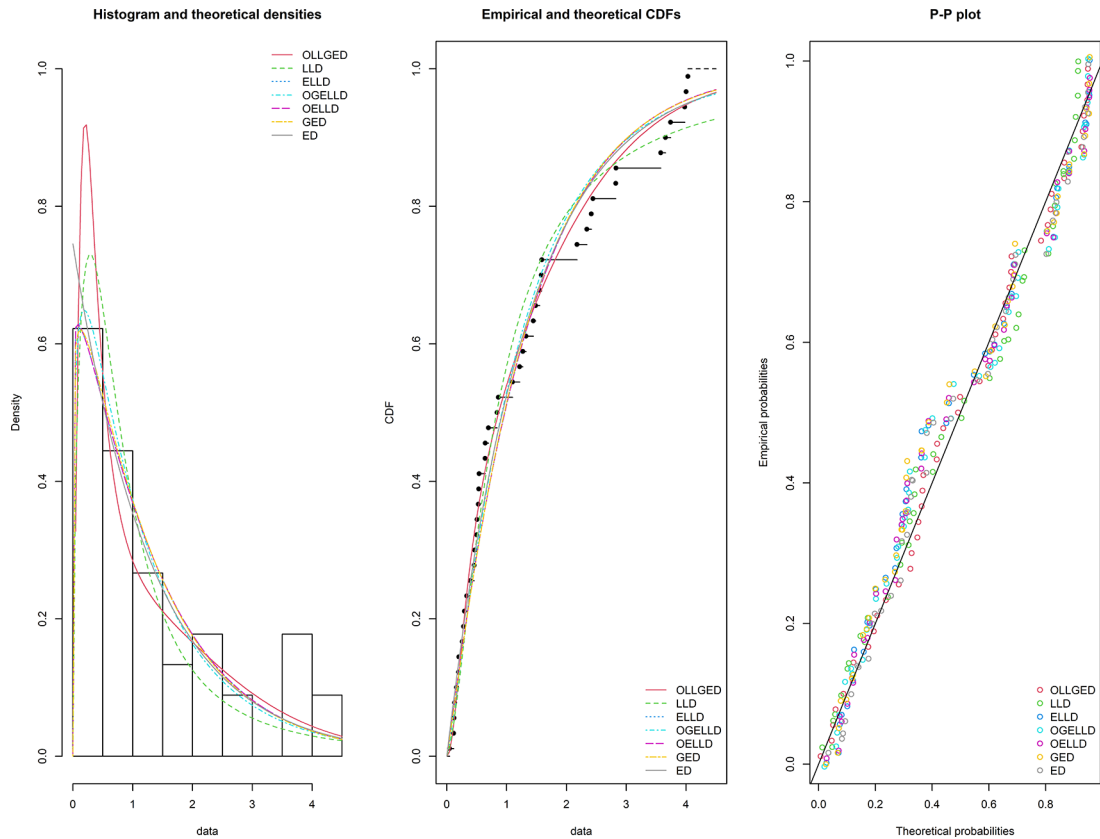 Histogram and theoretical densities
OLLGED
LLD
ELLD
OGELLD
OELLD
GED
ED
Density
0.0
0.2
0.4
0.6
0.8
1.0
0 1 2 3 4
data
Empirical and theoretical CDFs
CDF
0.0
0.2
0.4
0.6
0.8
1.0
OLLGED
LLD
ELLD
OGELLD
OELLD
GED
ED
0 1 2 3 4
data
P-P plot
Empirical probabilities
0.0
0.2
0.4
0.6
0.8
1.0
OLLGED
LLD
ELLD
OGELLD
OELLD
GED
ED
0.0 0.2 0.4 0.6 0.8
Theoretical probabilities